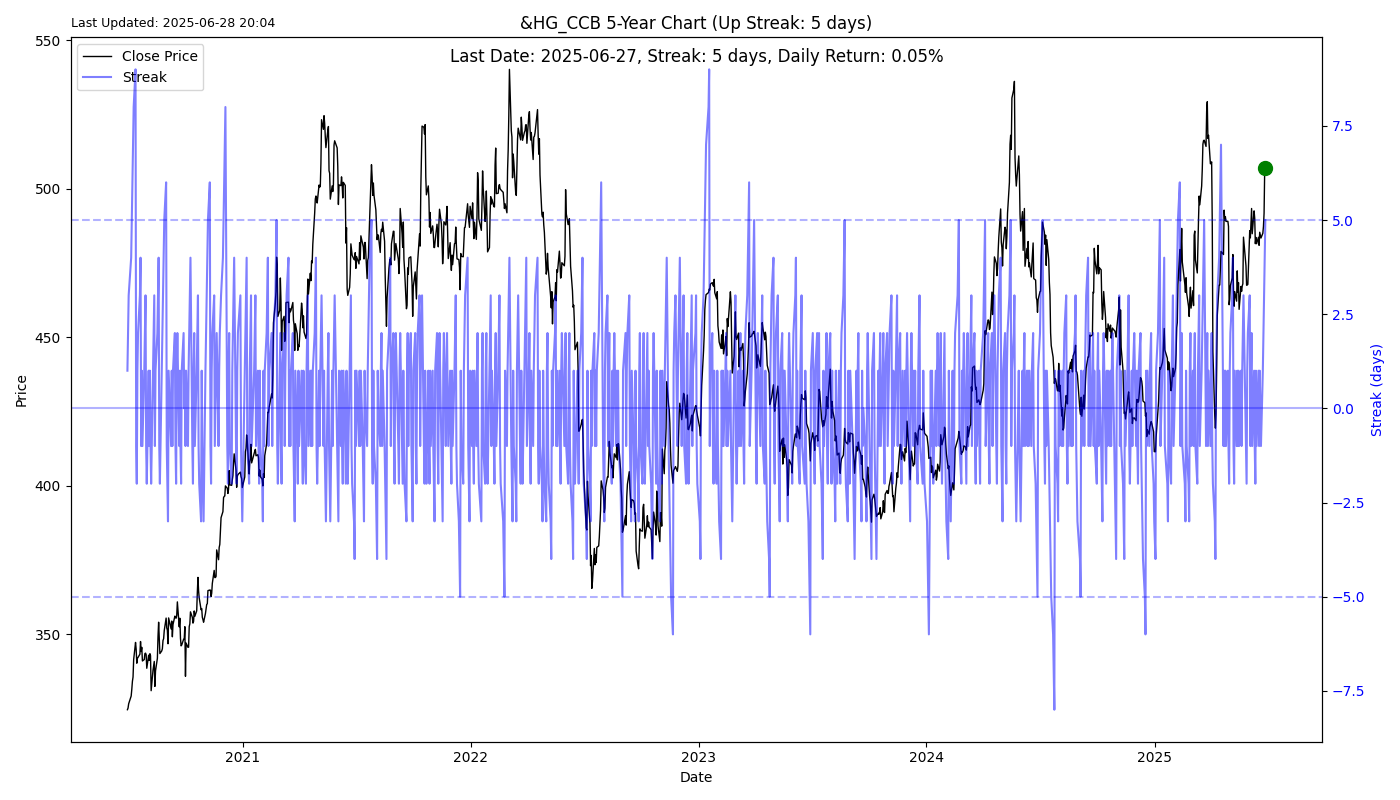 Last Updated: 2025-06-28 20:04
&HG_CCB 5-Year Chart (Up Streak: 5 days)
Last Date: 2025-06-27, Streak: 5 days, Daily Return: 0.05%
Close Price
Streak
550
500
450
400
350
Price
7.5
5.0
2.5
0.0
−2.5
−5.0
−7.5
Streak (days)
2021
2022
2023
2024
2025
Date